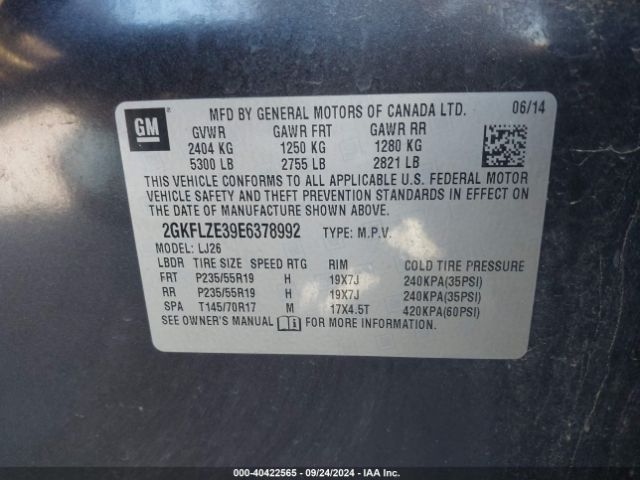 GM
MFD BY GENERAL MOTORS OF CANADA LTD. 06/14
GVWR GAWR FRT GAWR RR
2404 KG 1250 KG 1280 KG
5300 LB 2755 LB 2821 LB
THIS VEHICLE CONFORMS TO ALL APPLICABLE U.S. FEDERAL MOTOR
VEHICLE SAFETY AND THEFT PREVENTION STANDARDS IN EFFECT ON
THE DATE OF MANUFACTURE SHOWN ABOVE.
2GKFLZE39E6378992 TYPE: M.P.V.
MODEL: LJ26
LBDR TIRE SIZE SPEED RTG RIM COLD TIRE PRESSURE
FRT P235/55R19 H 19X7J 240KPA(35PSI)
RR P235/55R19 H 19X7J 240KPA(35PSI)
SPA T145/70R17 M 17X4.5T 420KPA(60PSI)
SEE OWNER'S MANUAL FOR MORE INFORMATION.
000-40422565 - 09/24/2024 - IAA Inc.